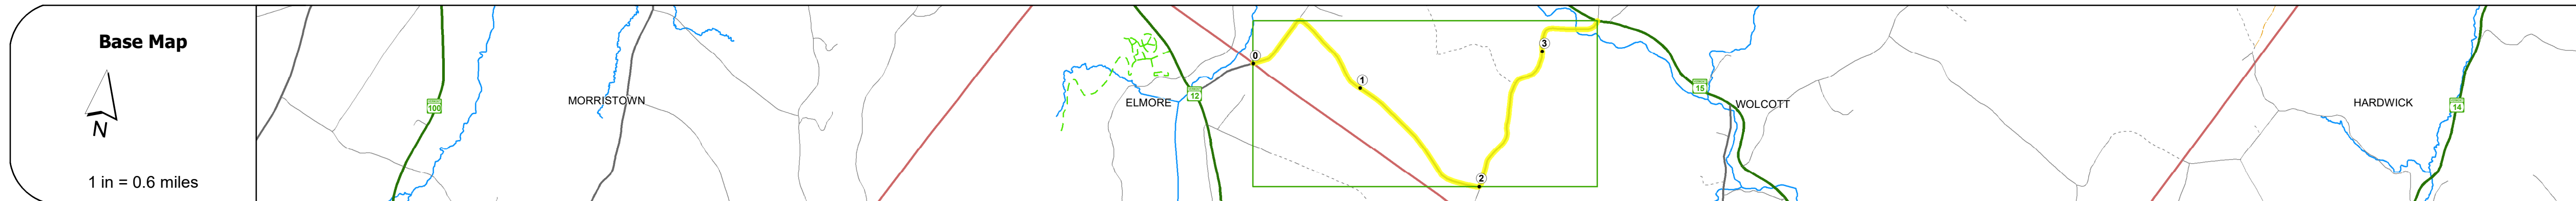 Base Map
N
1 in = 0.6 miles
100
MORRISTOWN
ELMORE
12
0
1
2
3
15
WOLCOTT
HARDWICK
14